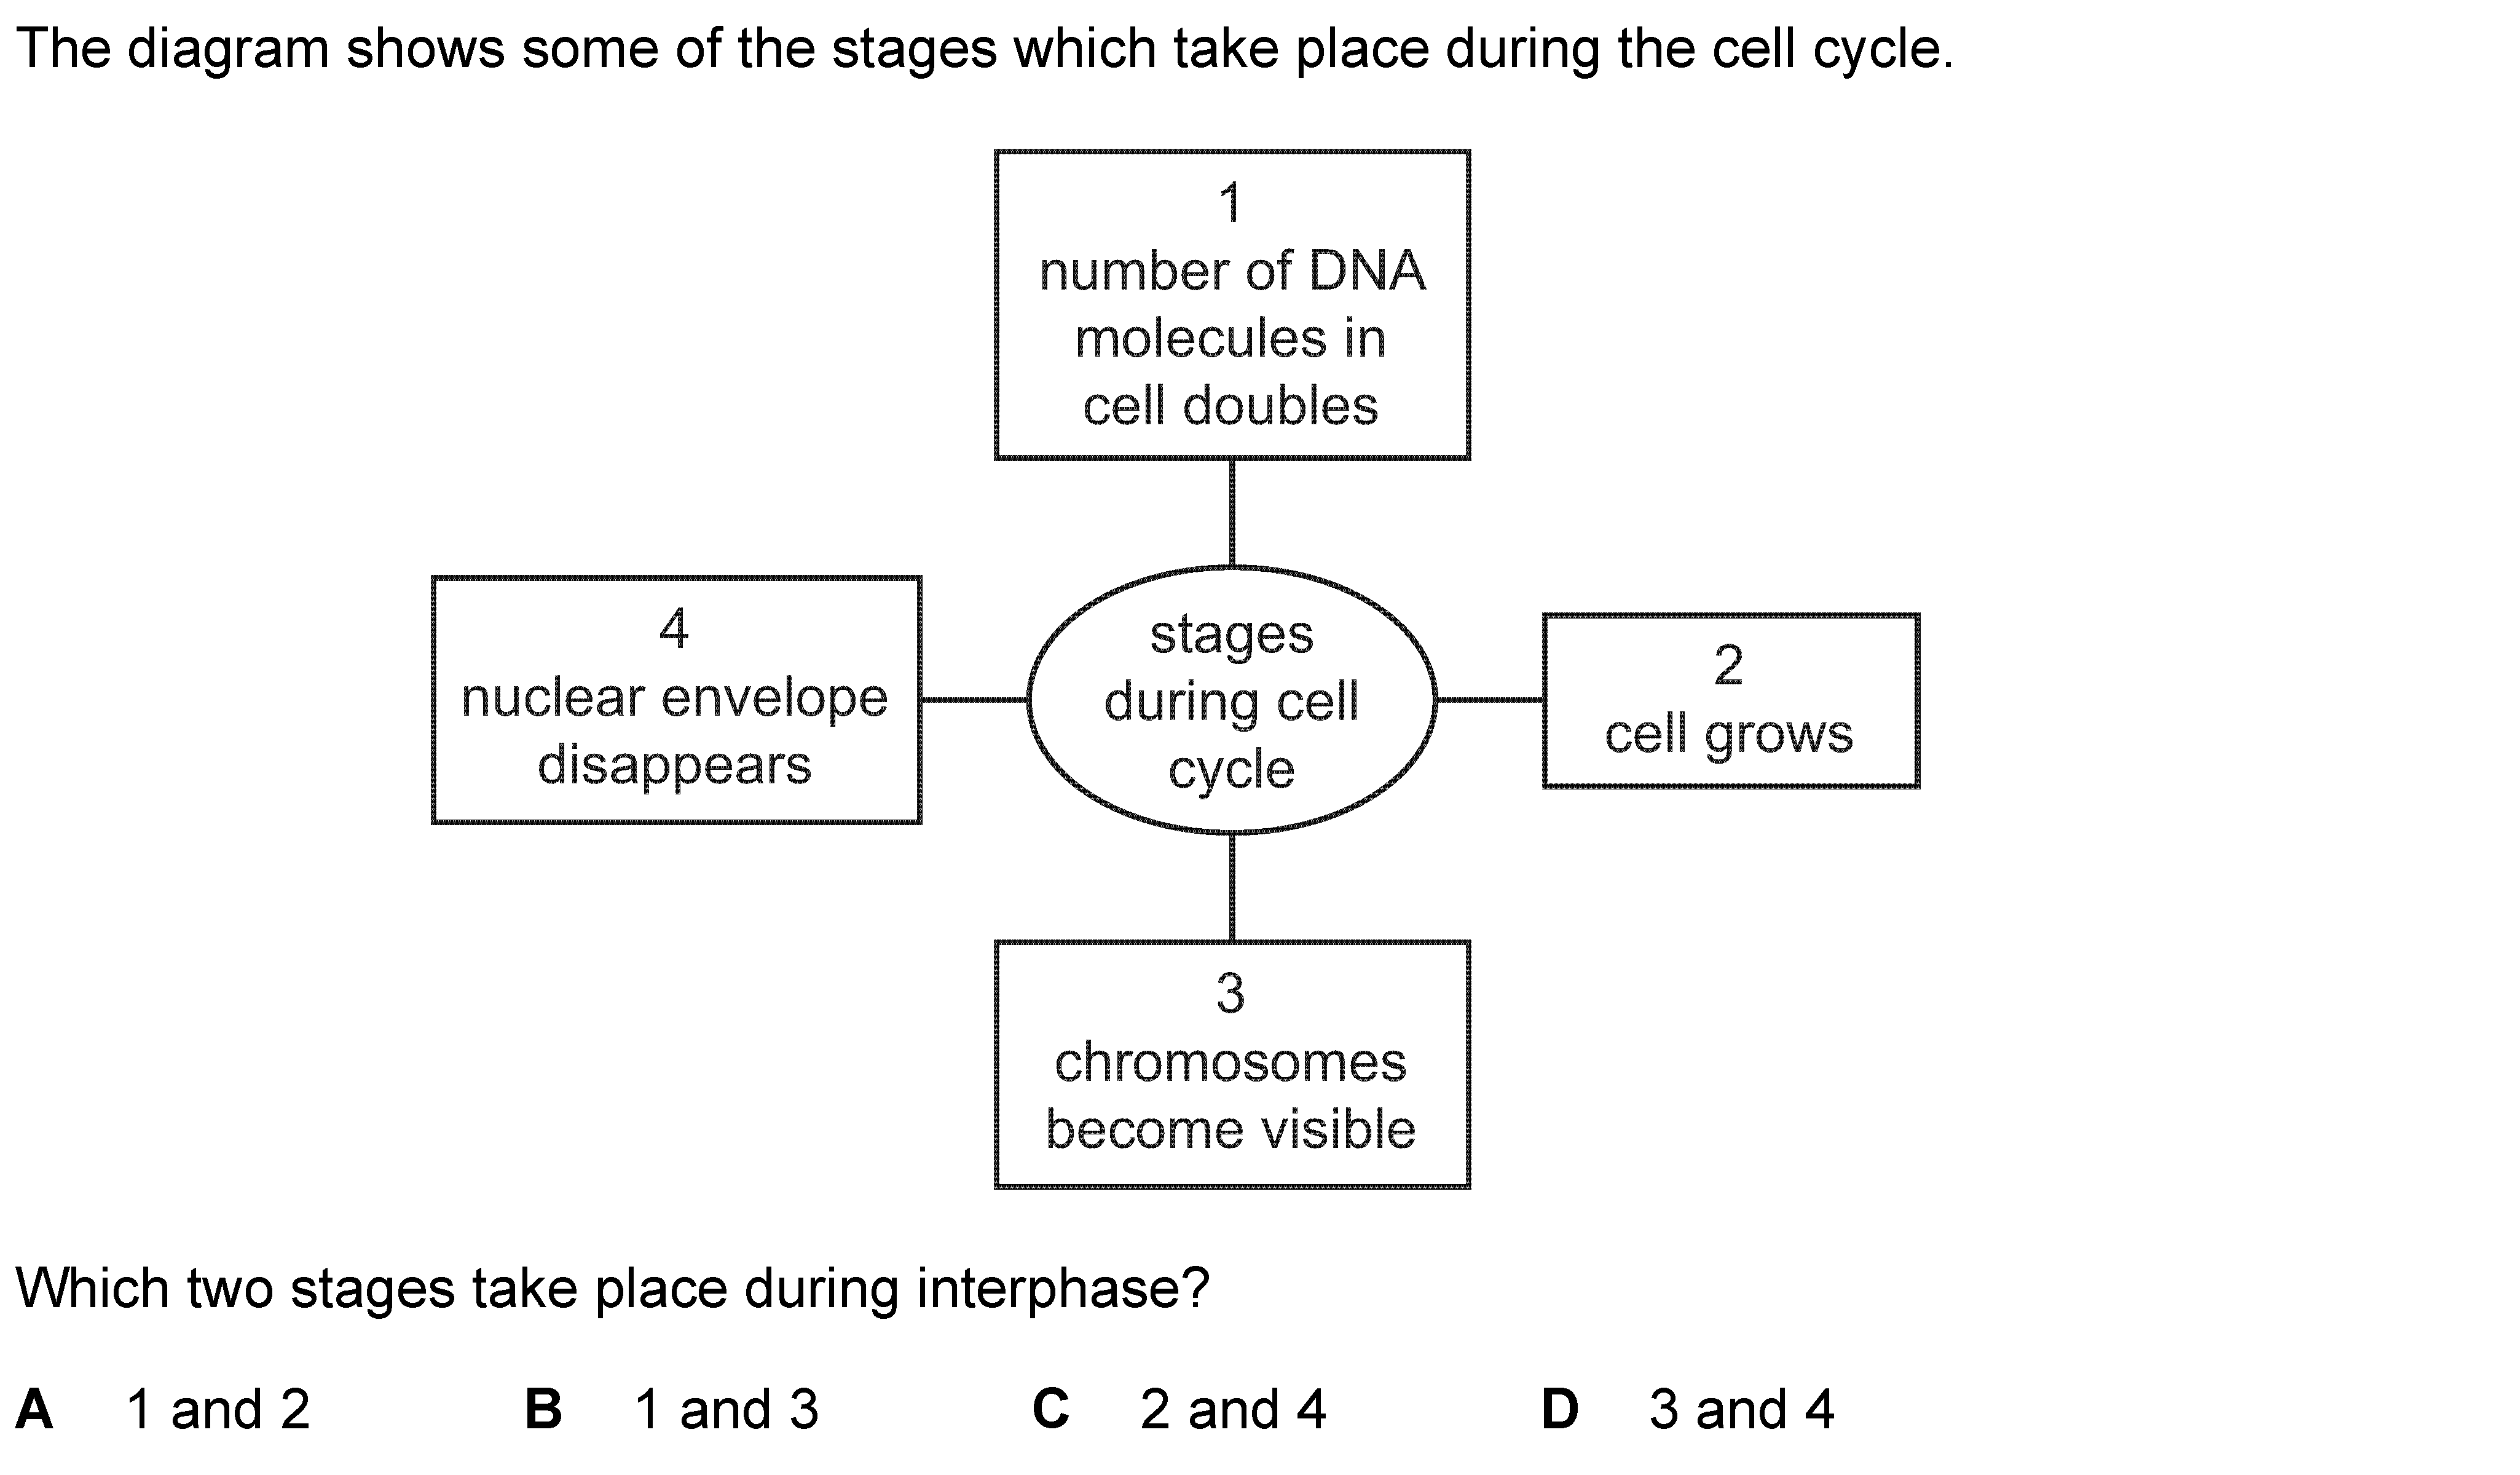 The diagram shows some of the stages which take place during the cell cycle.
1
number of DNA
molecules in
cell doubles
4
nuclear envelope
disappears
stages
during cell
cycle
2
cell grows
3
chromosomes
become visible
Which two stages take place during interphase?
A 1 and 2 B 1 and 3 C 2 and 4 D 3 and 4